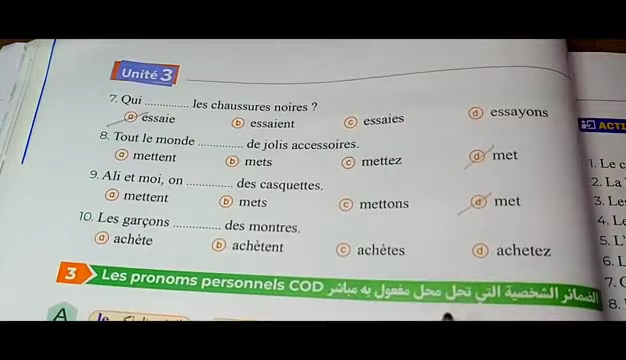 Unité 3
7. Qui .............. les chaussures noires ?
a essaie b essaient c essaies d essayons
8. Tout le monde .............. de jolis accessoires.
a mettent b mets c mettez d met
9. Ali et moi, on .............. des casquettes.
a mettent b mets c mettons d met
10. Les garçons .............. des montres.
a achète b achètent c achètes d achetez
3 Les pronoms personnels COD الضمائر الشخصية التي تحل محل مفعول به مباشر
A le
ACTI
1. Le c
2. La
3. Les
4. Le
5. L'
6. L
7.
8.